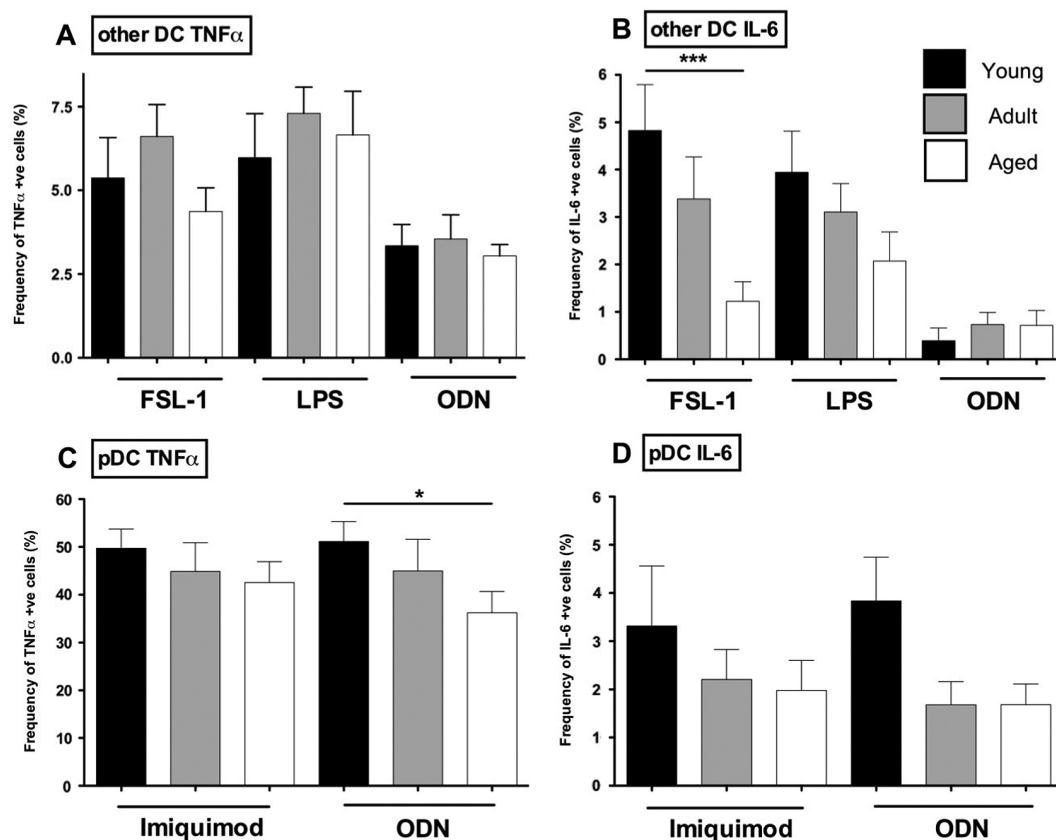 A other DC TNFα
Frequency of TNFα +ve cells (%)
7.5
5.0
2.5
0.0
FSL-1 LPS ODN
B other DC IL-6
***
Frequency of IL-6 +ve cells (%)
6
5
4
3
2
1
0
FSL-1 LPS ODN
Young
Adult
Aged
C pDC TNFα
*
Frequency of TNFα +ve cells (%)
60
50
40
30
20
10
0
Imiquimod ODN
D pDC IL-6
Frequency of IL-6 +ve cells (%)
6
5
4
3
2
1
0
Imiquimod ODN